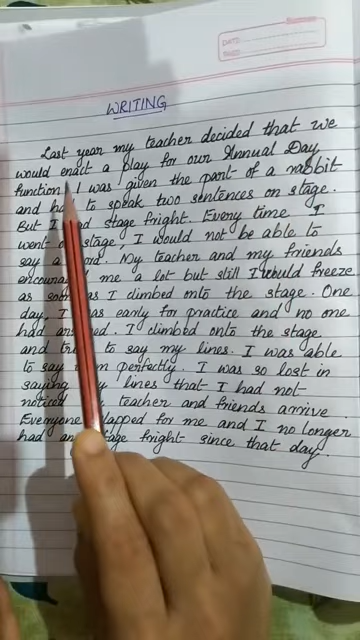 DATE
WRITING
Last year my teacher decided that we
would enact a play for our Annual Day
function. I was given the part of a rabbit
and had to speak two sentences on stage.
But I had stage fright. Every time I
went on stage, I would not be able to
say a word. My teacher and my friends
encouraged me a lot but still I would freeze
as soon as I climbed onto the stage. One
day, I was early for practice and no one
had arrived. I climbed onto the stage
and tried to say my lines. I was able
to say them perfectly. I was so lost in
saying my lines that I had not
noticed my teacher and friends arrive.
Everyone clapped for me and I no longer
had any stage fright since that day.